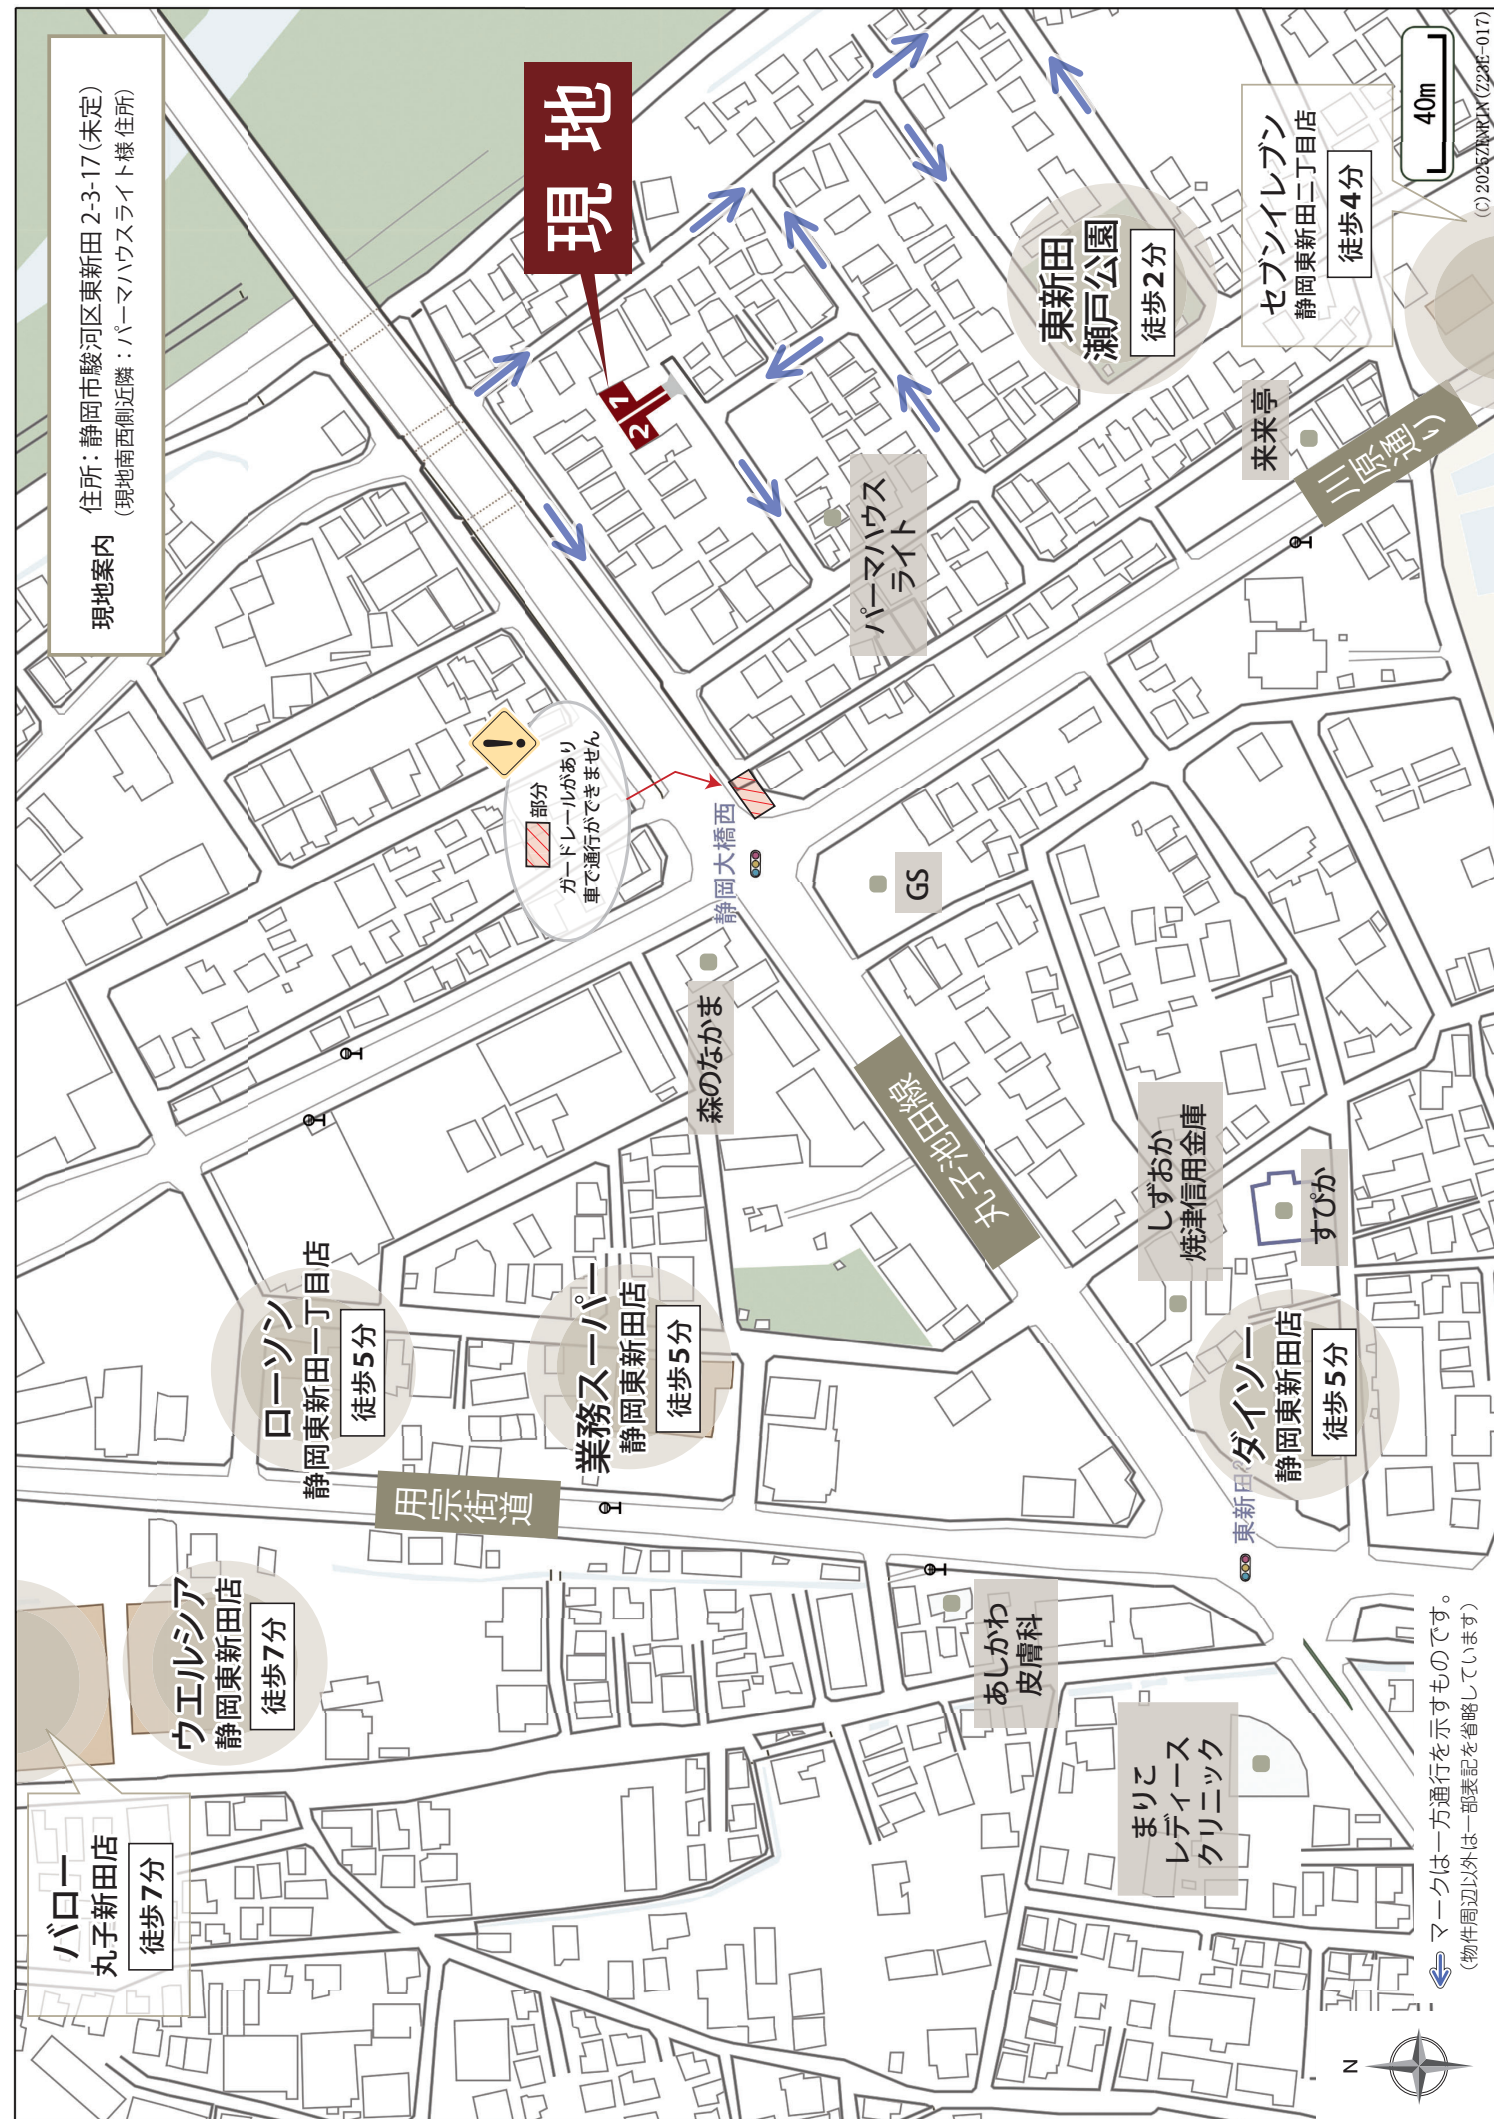 現地案内
住所：静岡市駿河区東新田 2-3-17(未定)
（現地南西側近隣：パーマハウスライト様住所）
現 地
1
2
部分
ガードレールがあり
車で通行ができません
静岡大橋西
パーマハウス
ライト
東新田
瀬戸公園
徒歩2分
セブンイレブン
静岡東新田二丁目店
徒歩4分
来来亭
川原通り
GS
森のなかま
丸子池田線
しずおか
焼津信用金庫
すぴか
ローソン
静岡東新田一丁目店
徒歩5分
業務スーパー
静岡東新田店
徒歩5分
ダイソー
静岡東新田店
徒歩5分
東新田
用宗街道
ウエルシア
静岡東新田店
徒歩7分
バロー
丸子新田店
徒歩7分
あしかわ
皮膚科
まりこ
レディース
クリニック
マークは一方通行を示すものです。
（物件周辺以外は一部表記を省略しています）
N
40m
(C)2025ZENRIN(Z23E-017)